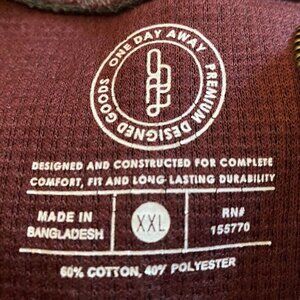 ONE DAY AWAY
PREMIUM DESIGNED GOODS
DESIGNED AND CONSTRUCTED FOR COMPLETE
COMFORT, FIT AND LONG LASTING DURABILITY
MADE IN
BANGLADESH
XXL
RN#
155770
60% COTTON, 40% POLYESTER